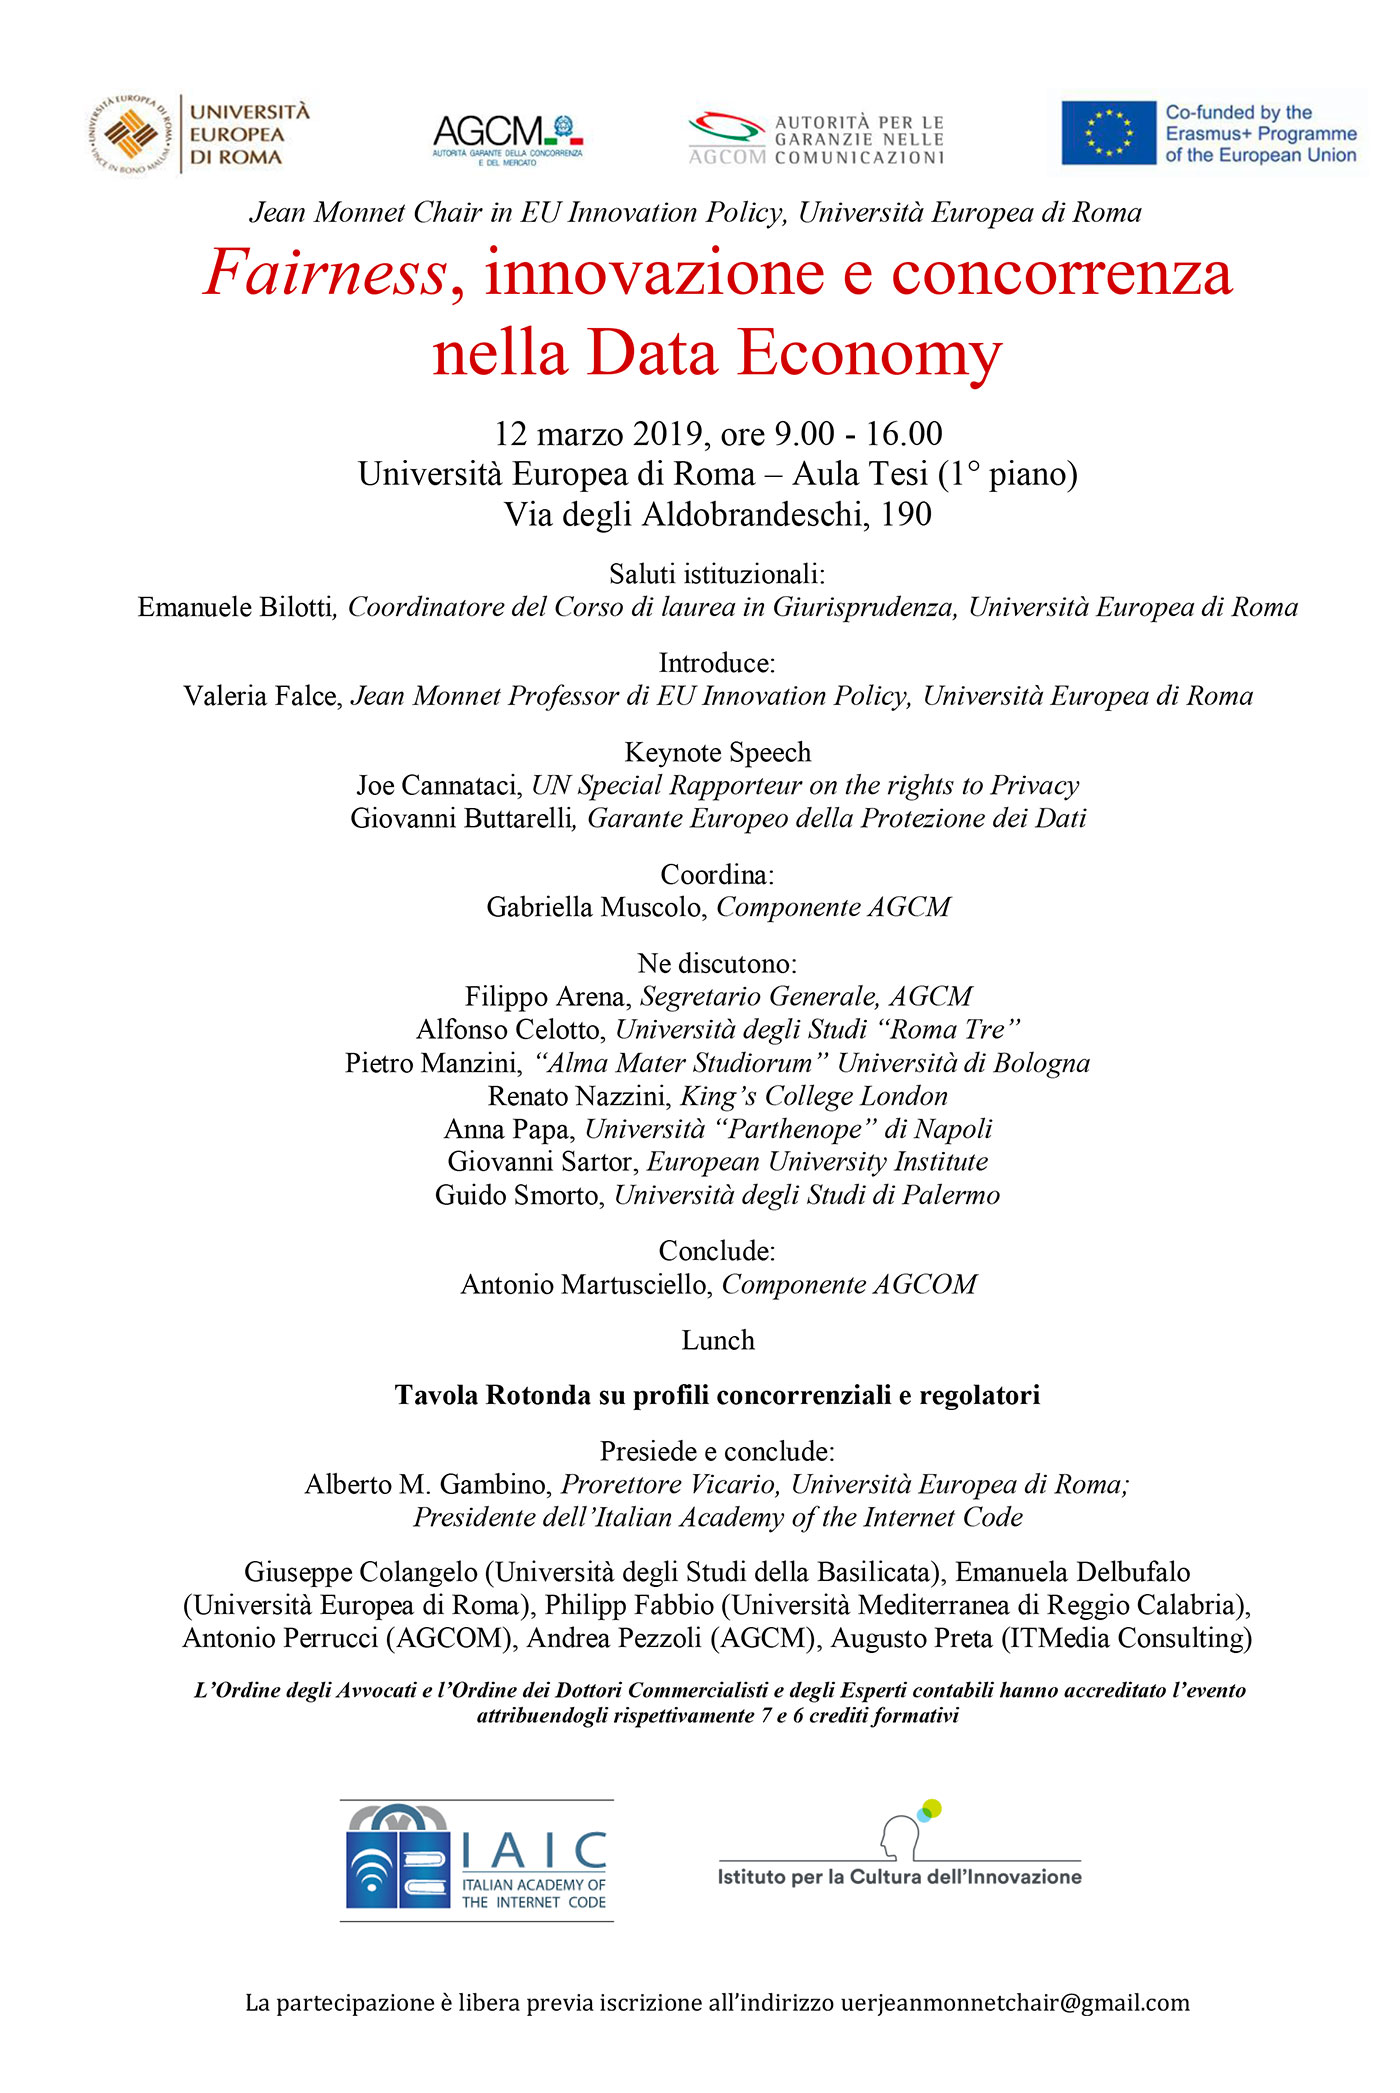 UNIVERSITÀ
EUROPEA
DI ROMA
UNIVERSITÀ EUROPEA DI ROMA
VINCE IN BONO MALUM
AGCM
AUTORITÀ GARANTE DELLA CONCORRENZA
E DEL MERCATO
AGCOM
AUTORITÀ PER LE
GARANZIE NELLE
COMUNICAZIONI
Co-funded by the
Erasmus+ Programme
of the European Union
Jean Monnet Chair in EU Innovation Policy, Università Europea di Roma
Fairness, innovazione e concorrenza
nella Data Economy
12 marzo 2019, ore 9.00 - 16.00
Università Europea di Roma – Aula Tesi (1° piano)
Via degli Aldobrandeschi, 190
Saluti istituzionali:
Emanuele Bilotti, Coordinatore del Corso di laurea in Giurisprudenza, Università Europea di Roma
Introduce:
Valeria Falce, Jean Monnet Professor di EU Innovation Policy, Università Europea di Roma
Keynote Speech
Joe Cannataci, UN Special Rapporteur on the rights to Privacy
Giovanni Buttarelli, Garante Europeo della Protezione dei Dati
Coordina:
Gabriella Muscolo, Componente AGCM
Ne discutono:
Filippo Arena, Segretario Generale, AGCM
Alfonso Celotto, Università degli Studi “Roma Tre”
Pietro Manzini, “Alma Mater Studiorum” Università di Bologna
Renato Nazzini, King’s College London
Anna Papa, Università “Parthenope” di Napoli
Giovanni Sartor, European University Institute
Guido Smorto, Università degli Studi di Palermo
Conclude:
Antonio Martusciello, Componente AGCOM
Lunch
Tavola Rotonda su profili concorrenziali e regolatori
Presiede e conclude:
Alberto M. Gambino, Prorettore Vicario, Università Europea di Roma;
Presidente dell’Italian Academy of the Internet Code
Giuseppe Colangelo (Università degli Studi della Basilicata), Emanuela Delbufalo
(Università Europea di Roma), Philipp Fabbio (Università Mediterranea di Reggio Calabria),
Antonio Perrucci (AGCOM), Andrea Pezzoli (AGCM), Augusto Preta (ITMedia Consulting)
L’Ordine degli Avvocati e l’Ordine dei Dottori Commercialisti e degli Esperti contabili hanno accreditato l’evento
attribuendogli rispettivamente 7 e 6 crediti formativi
IAIC
ITALIAN ACADEMY OF
THE INTERNET CODE
Istituto per la Cultura dell’Innovazione
La partecipazione è libera previa iscrizione all’indirizzo uerjeanmonnetchair@gmail.com